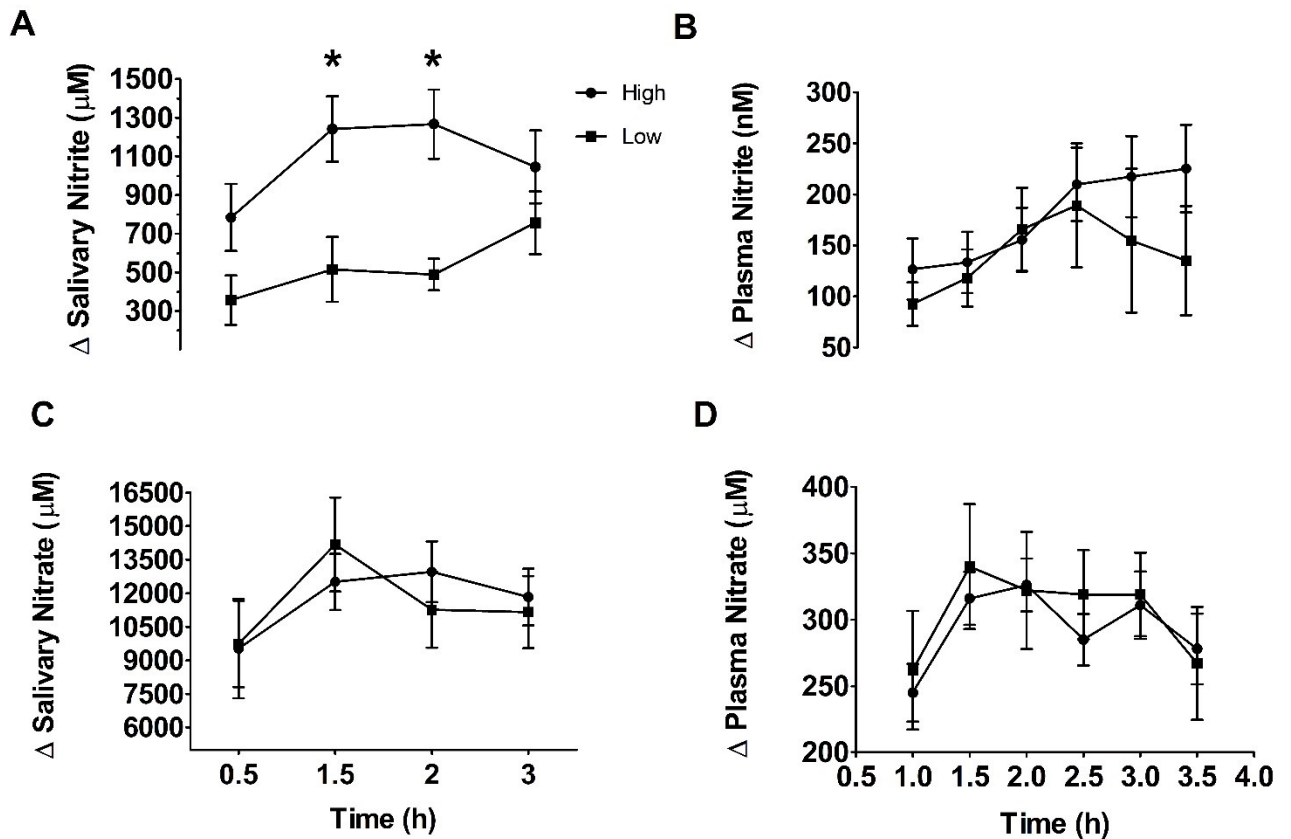 A
Δ Salivary Nitrite (μM)
1500
1300
1100
900
700
500
300
* *
High
Low
B
Δ Plasma Nitrite (nM)
300
250
200
150
100
50
C
Δ Salivary Nitrate (μM)
16500
15000
13500
12000
10500
9000
7500
6000
0.5 1.5 2 3
Time (h)
D
Δ Plasma Nitrate (μM)
400
350
300
250
200
0.5 1.0 1.5 2.0 2.5 3.0 3.5 4.0
Time (h)